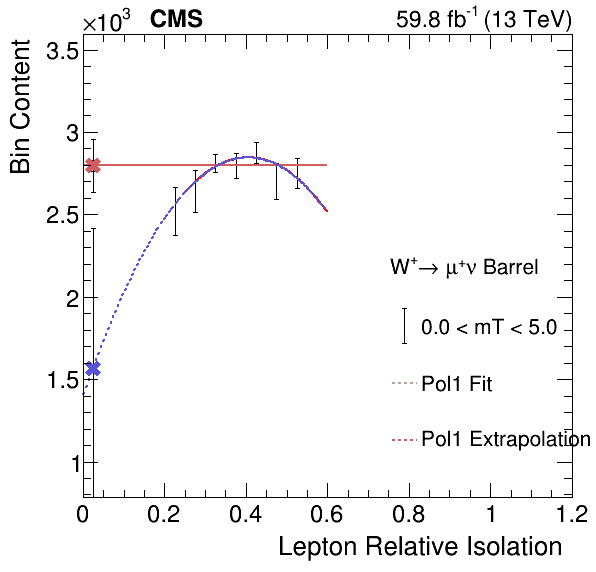 ×10³ CMS 59.8 fb⁻¹ (13 TeV)
Bin Content
3.5
3
2.5
2
1.5
1
W⁺→ μ⁺ν Barrel
0.0 < mT < 5.0
Pol1 Fit
Pol1 Extrapolation
0 0.2 0.4 0.6 0.8 1 1.2
Lepton Relative Isolation